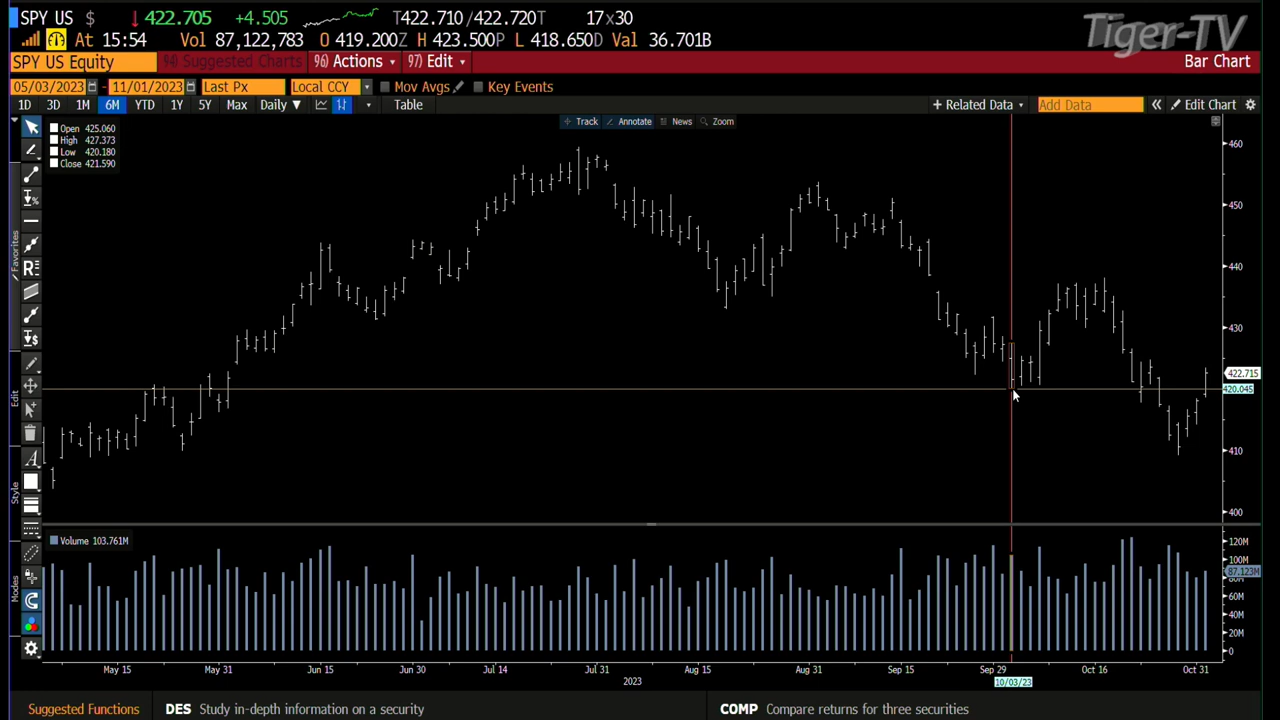 SPY US $ ↓ 422.705 +4.505 T422.710/422.720T 17x30
At 15:54 Vol 87,122,783 O 419.200Z H 423.500P L 418.650D Val 36.701B
Tiger-TV
SPY US Equity 94) Suggested Charts 96) Actions 97) Edit Bar Chart
05/03/2023 - 11/01/2023 Last Px Local CCY Mov Avgs Key Events
1D 3D 1M 6M YTD 1Y 5Y Max Daily ▼ Table + Related Data Add Data « Edit Chart
Track Annotate News Zoom
Open 425.060
High 427.373
Low 420.180
Close 421.590
Favorites
Edit
Style
Modes
460
450
440
430
422.715
420.045
410
400
Volume 103.761M
120M
100M
87.123M
80M
60M
40M
20M
0
May 15 May 31 Jun 15 Jun 30 Jul 14 Jul 31 Aug 15 Aug 31 Sep 15 Sep 29 Oct 16 Oct 31
2023 10/03/23
Suggested Functions DES Study in-depth information on a security COMP Compare returns for three securities